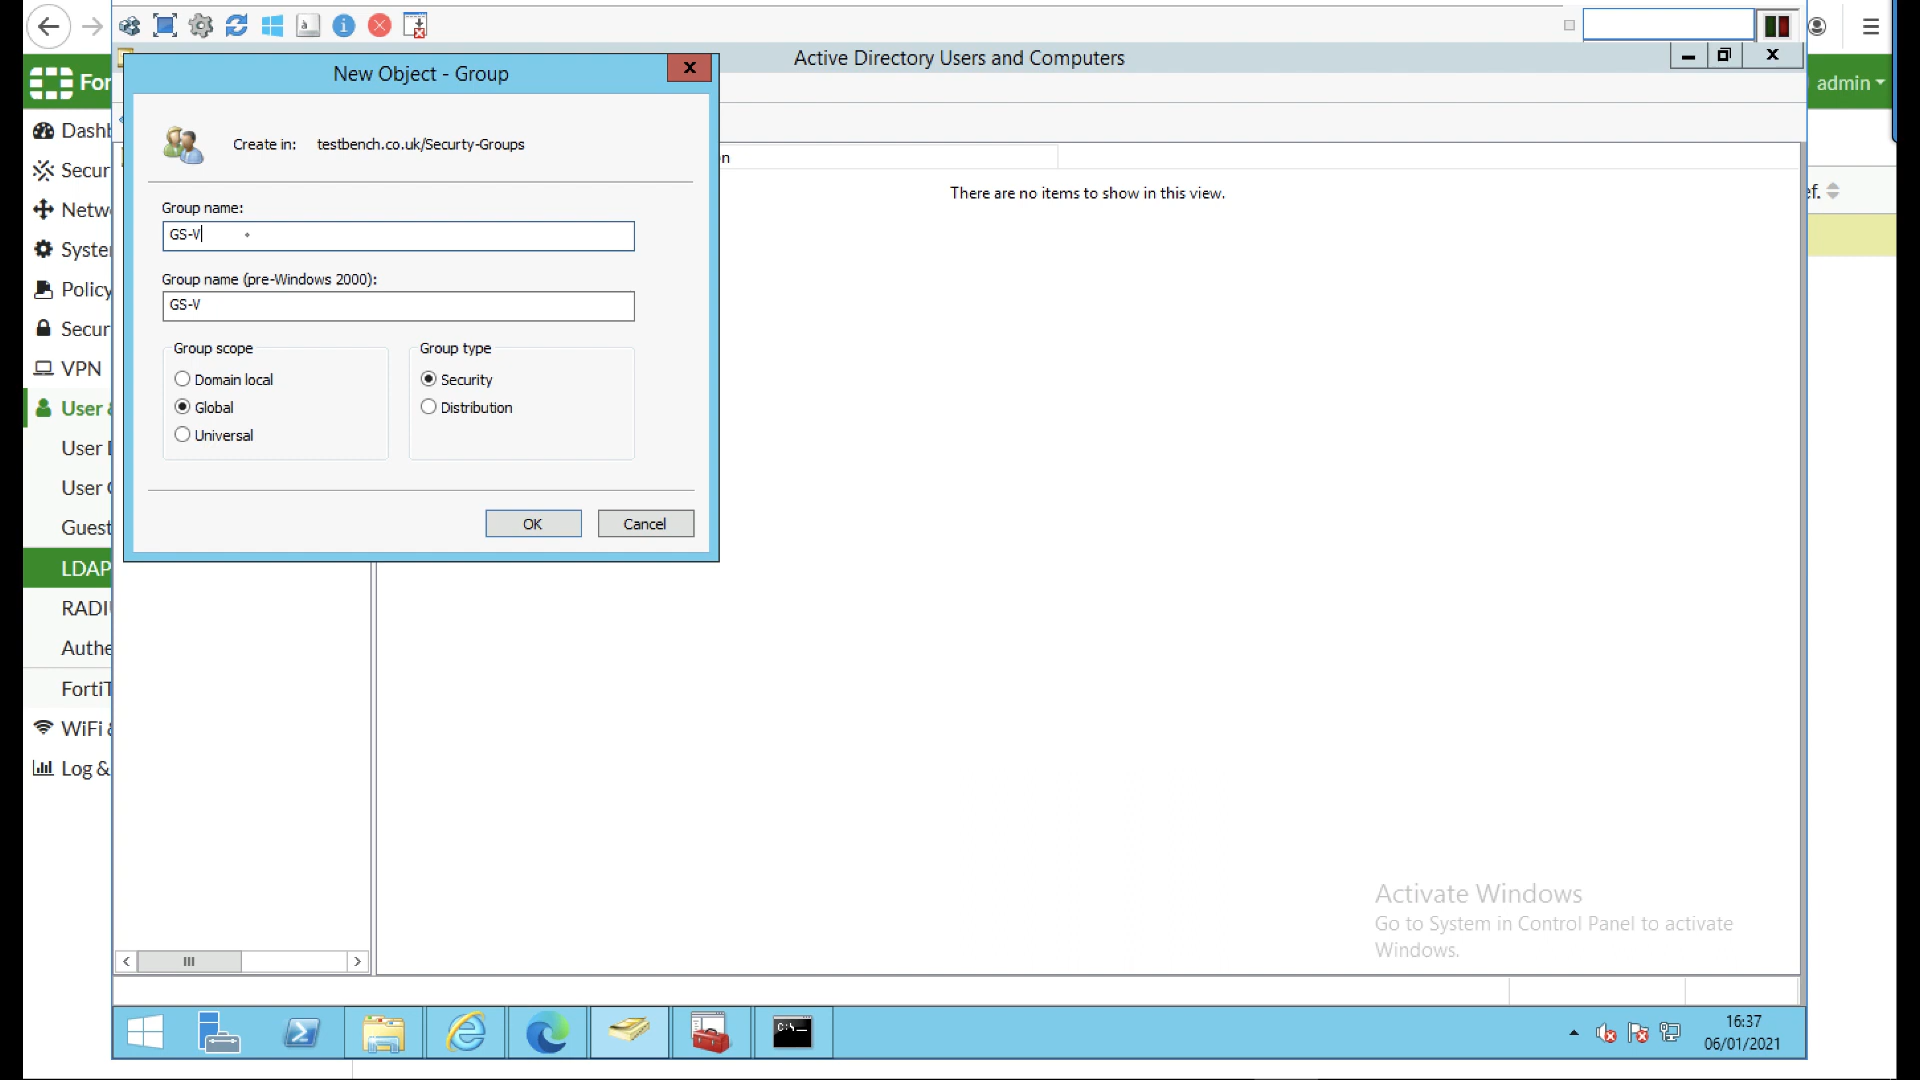 Active Directory Users and Computers
New Object - Group
x
For
admin
Create in: testbench.co.uk/Securty-Groups
There are no items to show in this view.
Group name:
GS-V
Group name (pre-Windows 2000):
GS-V
Group scope
Domain local
Global
Universal
Group type
Security
Distribution
OK
Cancel
Dashb
Secur
Netw
Syste
Policy
Secur
VPN
User &
User
User
Guest
LDAP
RADI
Authe
FortiT
WiFi &
Log &
ef.
Activate Windows
Go to System in Control Panel to activate
Windows.
C:\_
16:37
06/01/2021